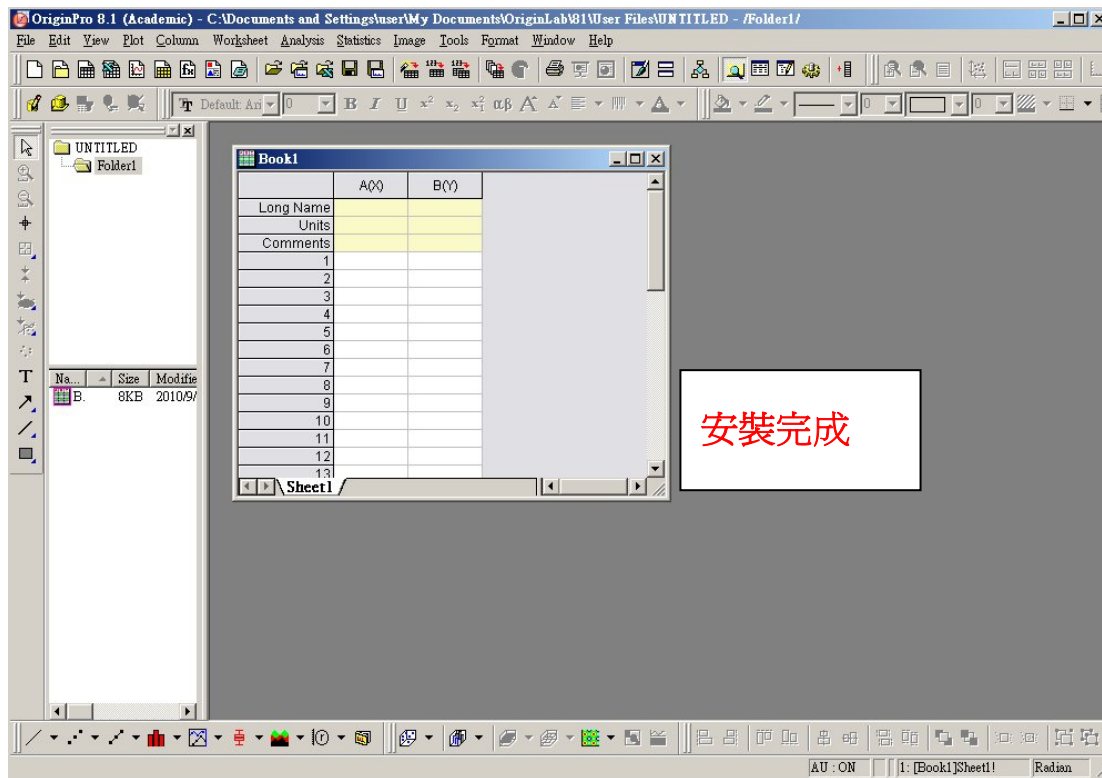 OriginPro 8.1 (Academic) - C:\Documents and Settings\user\My Documents\OriginLab\81\User Files\UNTITLED - /Folder1/
File Edit View Plot Column Worksheet Analysis Statistics Image Tools Format Window Help
Default: Ari 0 B I U x² x₂ αβ A A A 0 0
UNTITLED
Folder1
Book1
A(X) B(Y)
Long Name
Units
Comments
1
2
3
4
5
6
7
8
9
10
11
12
13
Sheet1
T
Na... Size Modifie
B. 8KB 2010/9/
安裝完成
AU : ON 1: [Book1]Sheet1! Radian